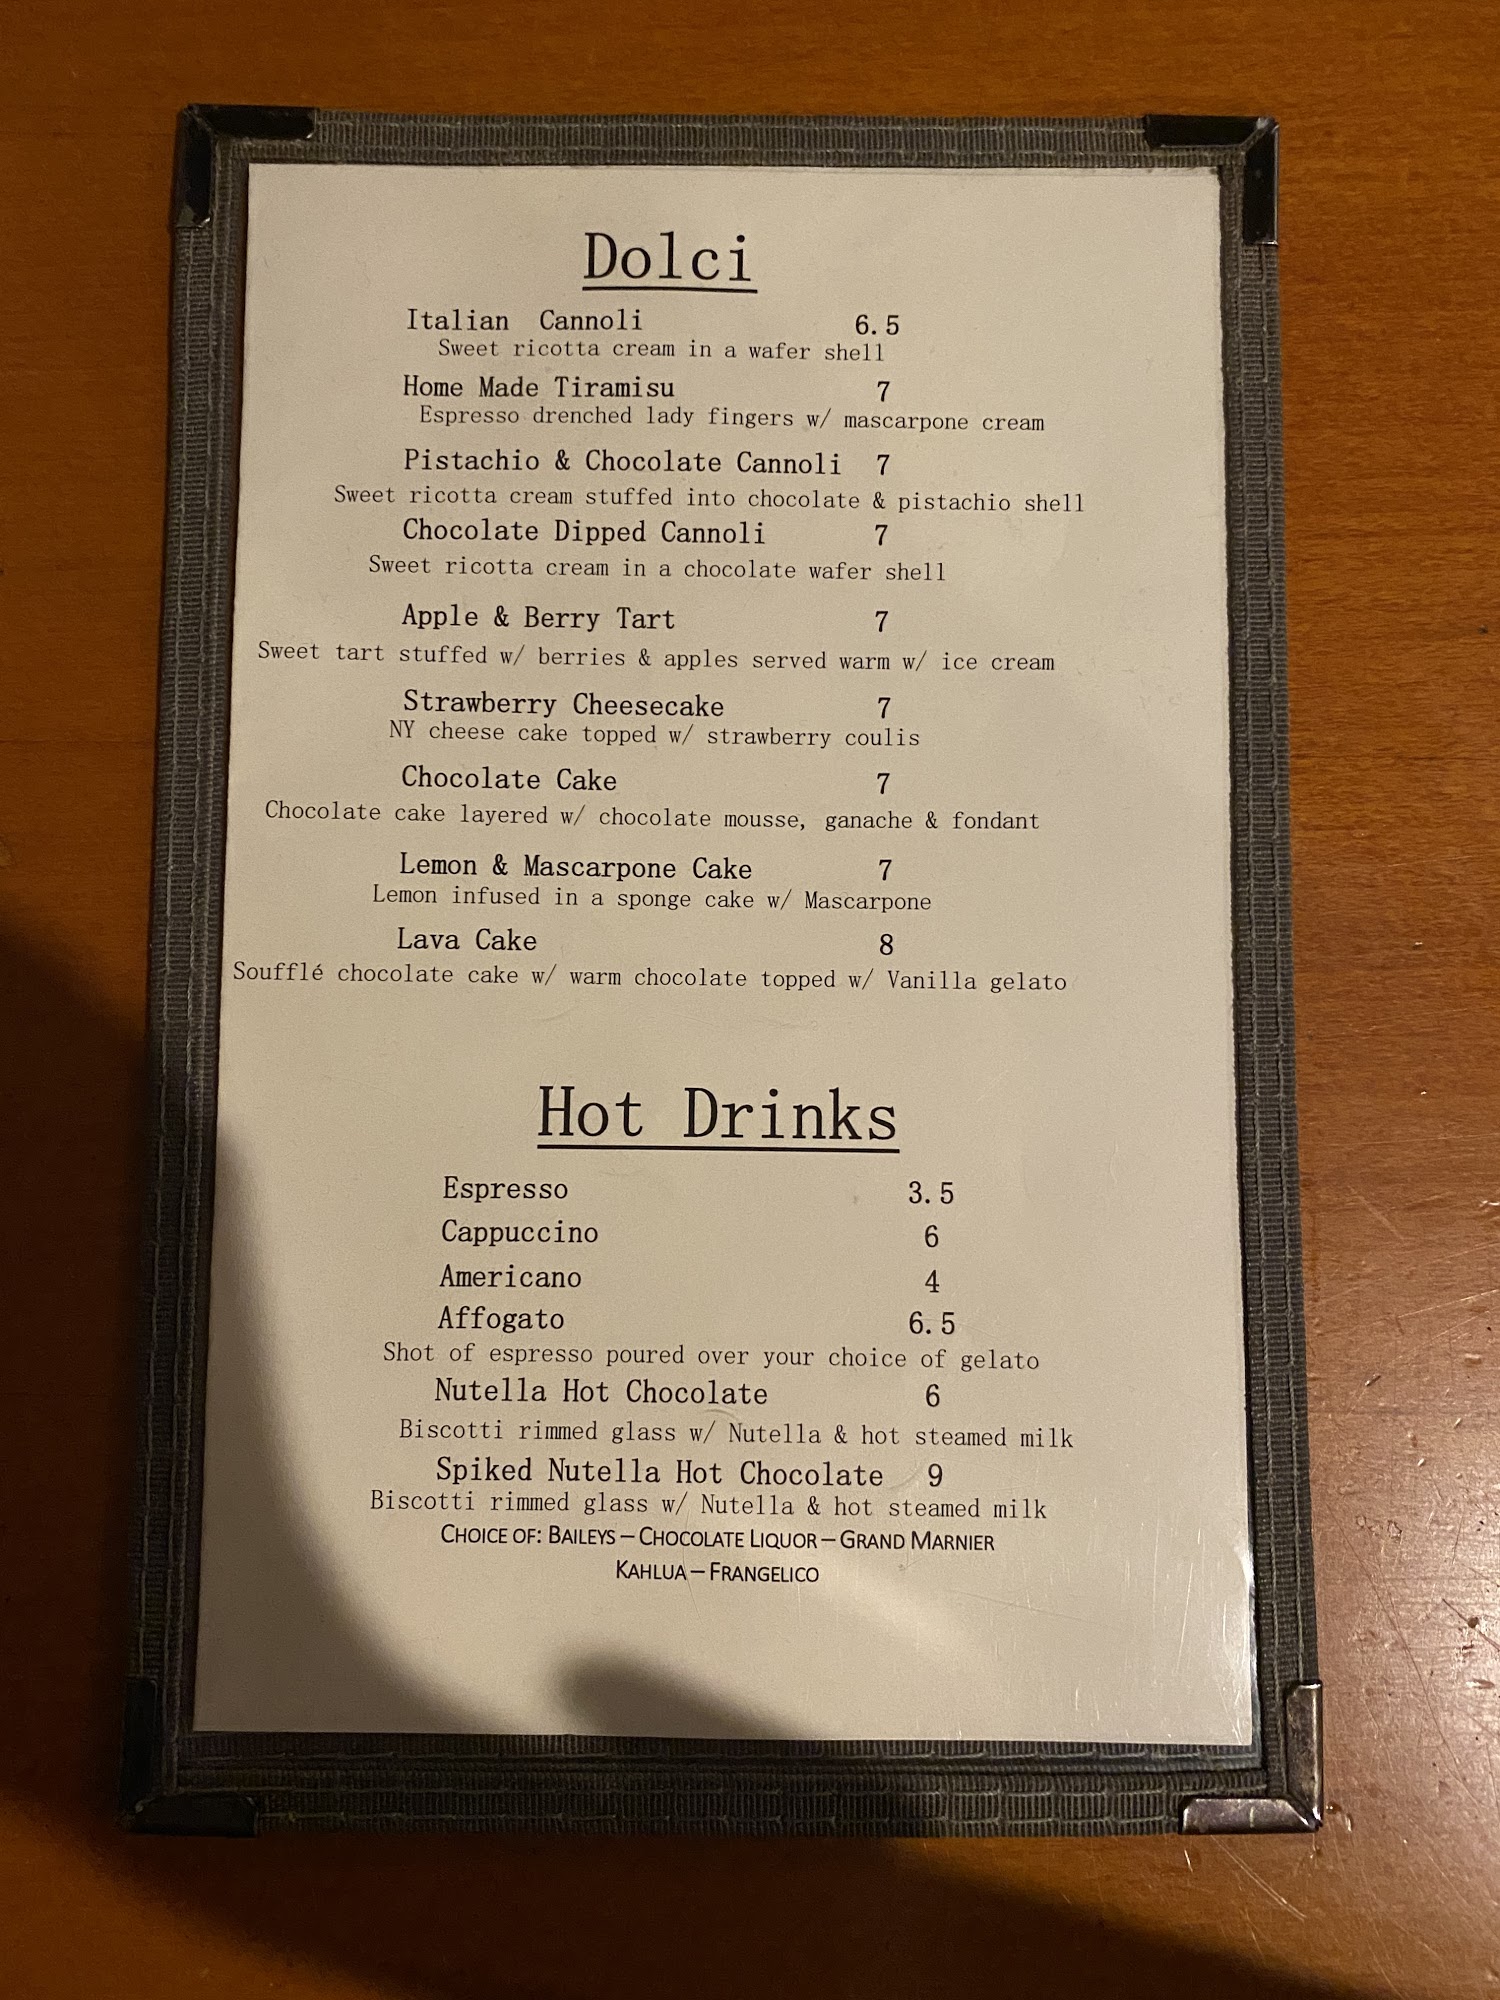 Dolci
Italian Cannoli 6.5
Sweet ricotta cream in a wafer shell
Home Made Tiramisu 7
Espresso drenched lady fingers w/ mascarpone cream
Pistachio & Chocolate Cannoli 7
Sweet ricotta cream stuffed into chocolate & pistachio shell
Chocolate Dipped Cannoli 7
Sweet ricotta cream in a chocolate wafer shell
Apple & Berry Tart 7
Sweet tart stuffed w/ berries & apples served warm w/ ice cream
Strawberry Cheesecake 7
NY cheese cake topped w/ strawberry coulis
Chocolate Cake 7
Chocolate cake layered w/ chocolate mousse, ganache & fondant
Lemon & Mascarpone Cake 7
Lemon infused in a sponge cake w/ Mascarpone
Lava Cake 8
Soufflé chocolate cake w/ warm chocolate topped w/ Vanilla gelato
Hot Drinks
Espresso 3.5
Cappuccino 6
Americano 4
Affogato 6.5
Shot of espresso poured over your choice of gelato
Nutella Hot Chocolate 6
Biscotti rimmed glass w/ Nutella & hot steamed milk
Spiked Nutella Hot Chocolate 9
Biscotti rimmed glass w/ Nutella & hot steamed milk
CHOICE OF: BAILEYS – CHOCOLATE LIQUOR – GRAND MARNIER
KAHLUA – FRANGELICO